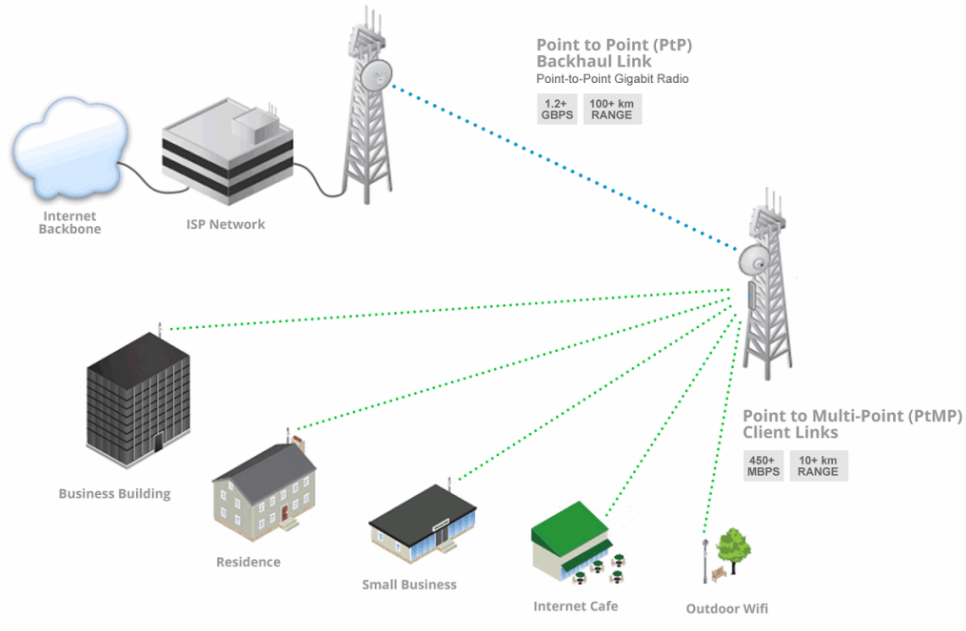 Point to Point (PtP)
Backhaul Link
Point-to-Point Gigabit Radio
1.2+
GBPS
100+ km
RANGE
Internet
Backbone
ISP Network
Point to Multi-Point (PtMP)
Client Links
450+
MBPS
10+ km
RANGE
Business Building
Residence
Small Business
Internet Cafe
Outdoor Wifi